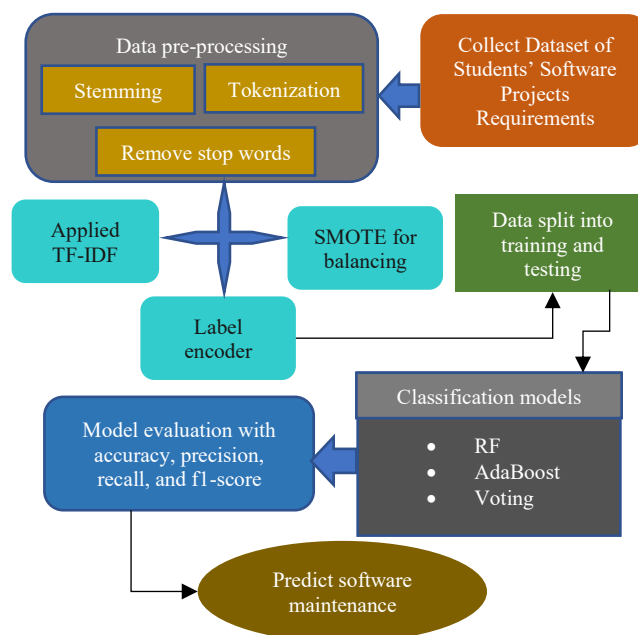 Data pre-processing
Stemming
Tokenization
Remove stop words
Collect Dataset of
Students’ Software
Projects
Requirements
Applied
TF-IDF
SMOTE for
balancing
Label
encoder
Data split into
training and
testing
Classification models
• RF
• AdaBoost
• Voting
Model evaluation with
accuracy, precision,
recall, and f1-score
Predict software
maintenance